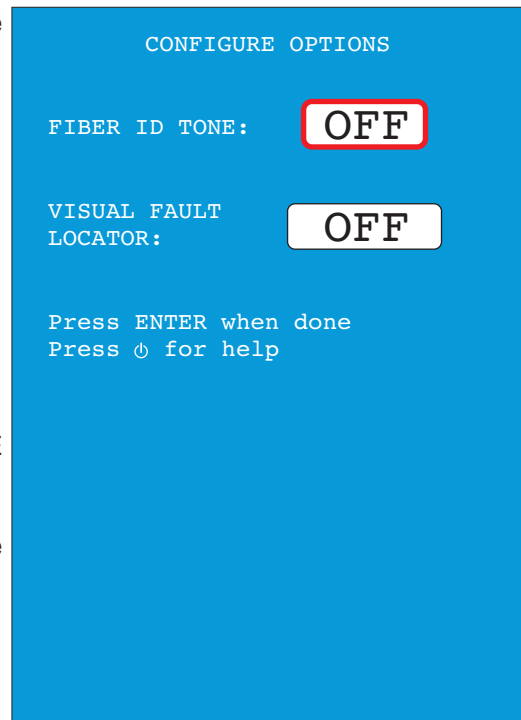 CONFIGURE OPTIONS
FIBER ID TONE: OFF
VISUAL FAULT
LOCATOR: OFF
Press ENTER when done
Press ⏻ for help